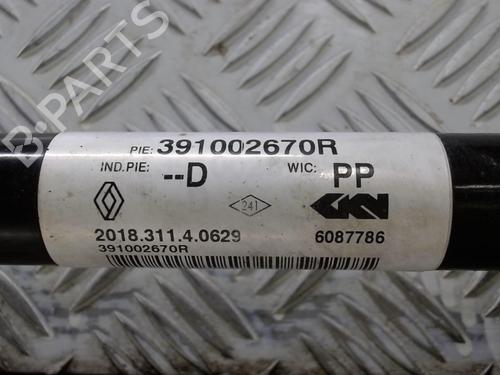 B-PARTS
PIE: 391002670R
IND.PIE: --D WIC: PP
241 GKN
2018.311.4.0629 6087786
391002670R